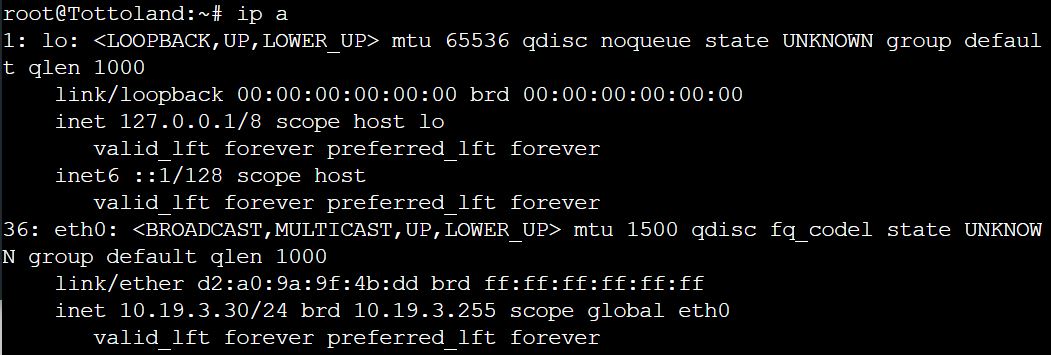 root@Tottoland:~# ip a
1: lo: <LOOPBACK,UP,LOWER_UP> mtu 65536 qdisc noqueue state UNKNOWN group defaul
t qlen 1000
    link/loopback 00:00:00:00:00:00 brd 00:00:00:00:00:00
    inet 127.0.0.1/8 scope host lo
       valid_lft forever preferred_lft forever
    inet6 ::1/128 scope host
       valid_lft forever preferred_lft forever
36: eth0: <BROADCAST,MULTICAST,UP,LOWER_UP> mtu 1500 qdisc fq_codel state UNKNOW
N group default qlen 1000
    link/ether d2:a0:9a:9f:4b:dd brd ff:ff:ff:ff:ff:ff
    inet 10.19.3.30/24 brd 10.19.3.255 scope global eth0
       valid_lft forever preferred_lft forever